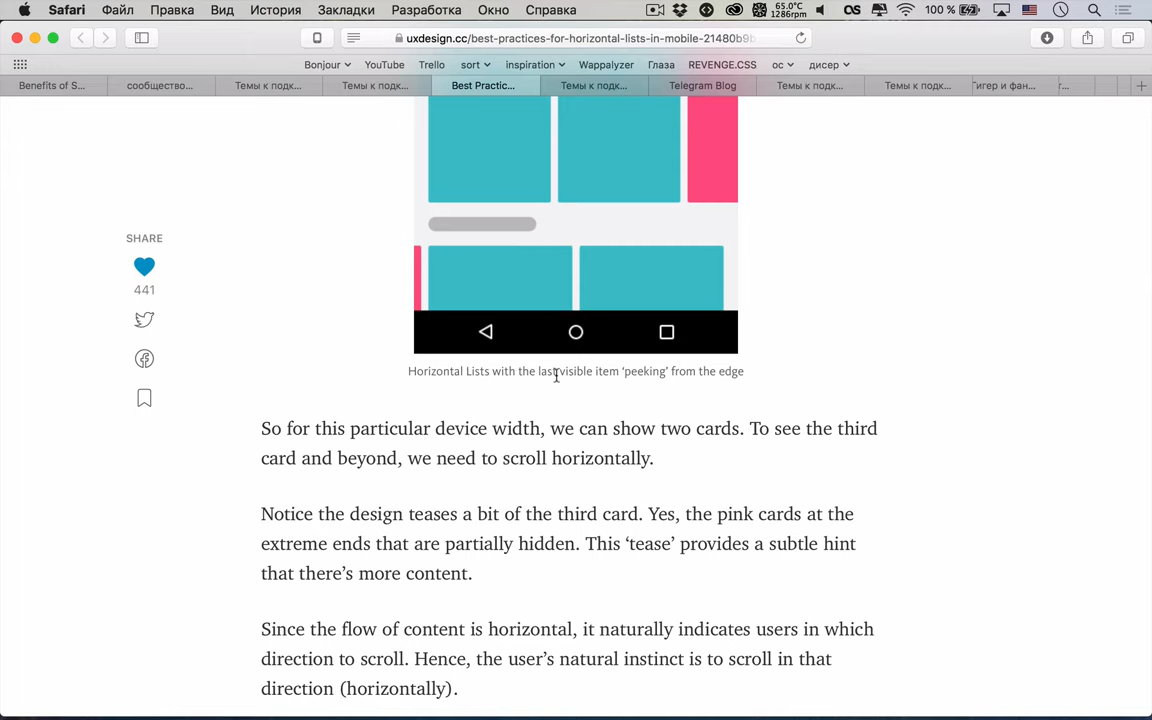 Safari Файл Правка Вид История Закладки Разработка Окно Справка 65.0°C 1286rpm 100 %
uxdesign.cc/best-practices-for-horizontal-lists-in-mobile-21480b9b
Bonjour YouTube Trello sort inspiration Wappalyzer Глаза REVENGE.CSS ос дисер
Benefits of S... сообщество... Темы к подк... Темы к подк... Best Practic... Темы к подк... Telegram Blog Темы к подк... Темы к подк... Гигер и фан...
SHARE
441
Horizontal Lists with the last visible item ‘peeking’ from the edge
So for this particular device width, we can show two cards. To see the third
card and beyond, we need to scroll horizontally.
Notice the design teases a bit of the third card. Yes, the pink cards at the
extreme ends that are partially hidden. This ‘tease’ provides a subtle hint
that there’s more content.
Since the flow of content is horizontal, it naturally indicates users in which
direction to scroll. Hence, the user’s natural instinct is to scroll in that
direction (horizontally).